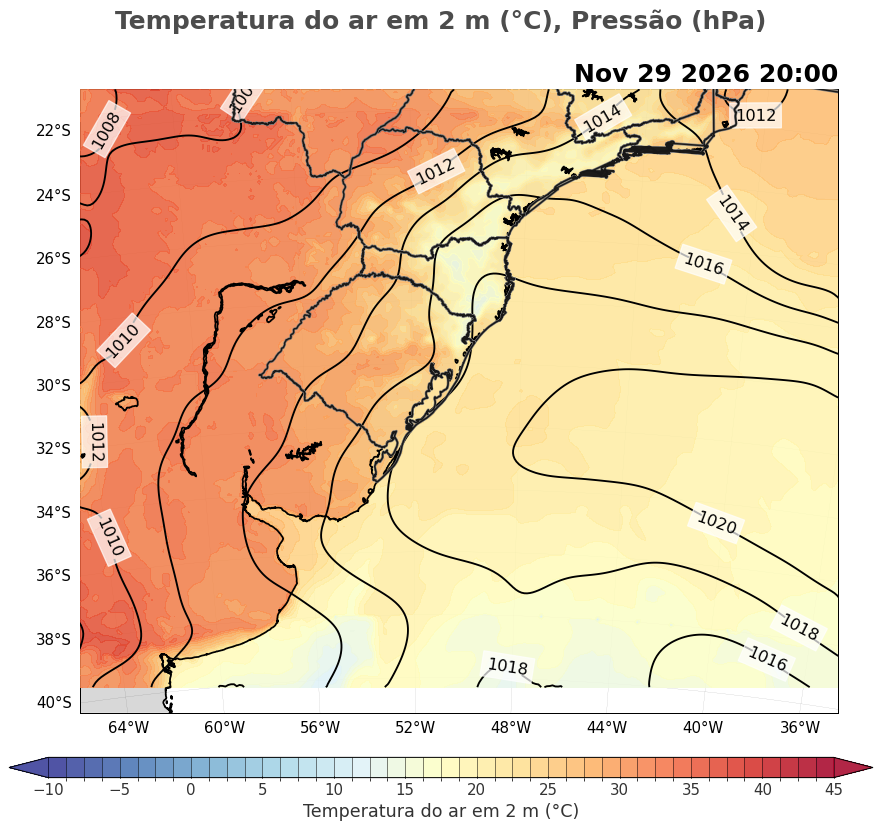 Temperatura do ar em 2 m (°C), Pressão (hPa)
Nov 29 2026 20:00
1008
1014
1012
1012
22°S
24°S
26°S
28°S
30°S
32°S
34°S
36°S
38°S
40°S
1014
1016
1010
1012
1010
1020
1018
1016
1018
64°W 60°W 56°W 52°W 48°W 44°W 40°W 36°W
−10 −5 0 5 10 15 20 25 30 35 40 45
Temperatura do ar em 2 m (°C)